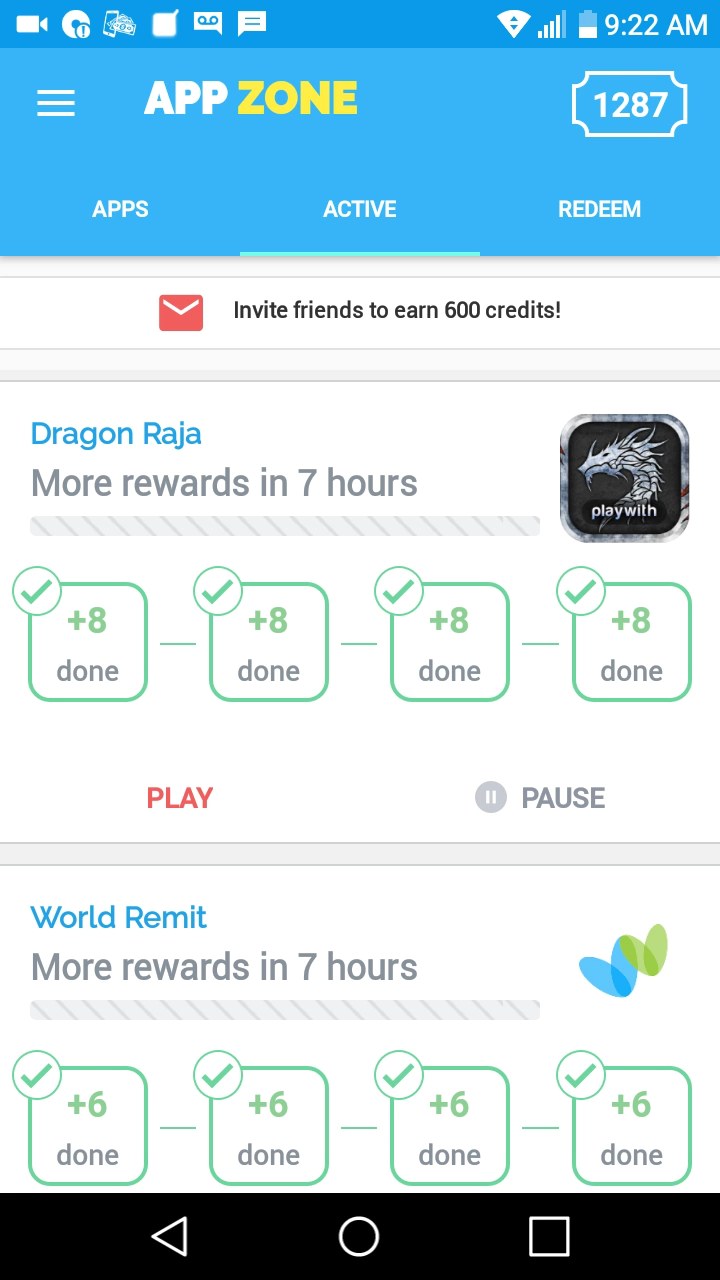 9:22 AM
APP ZONE
1287
APPS ACTIVE REDEEM
Invite friends to earn 600 credits!
Dragon Raja
More rewards in 7 hours
playwith
+8 +8 +8 +8
done done done done
PLAY PAUSE
World Remit
More rewards in 7 hours
+6 +6 +6 +6
done done done done